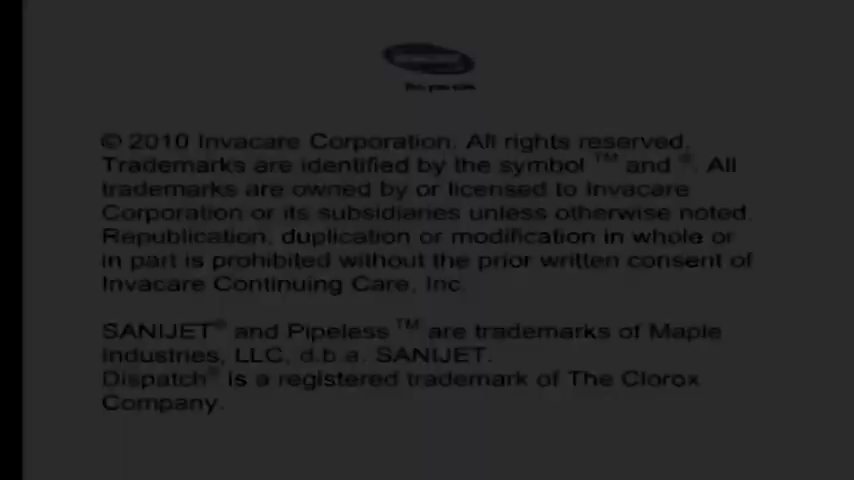 © 2010 Invacare Corporation. All rights reserved.
Trademarks are identified by the symbol ™ and ®. All
trademarks are owned by or licensed to Invacare
Corporation or its subsidiaries unless otherwise noted.
Republication, duplication or modification in whole or
in part is prohibited without the prior written consent of
Invacare Continuing Care, Inc.
SANIJET® and Pipeless ™ are trademarks of Maple
Industries, LLC, d.b.a. SANIJET.
Dispatch® is a registered trademark of The Clorox
Company.